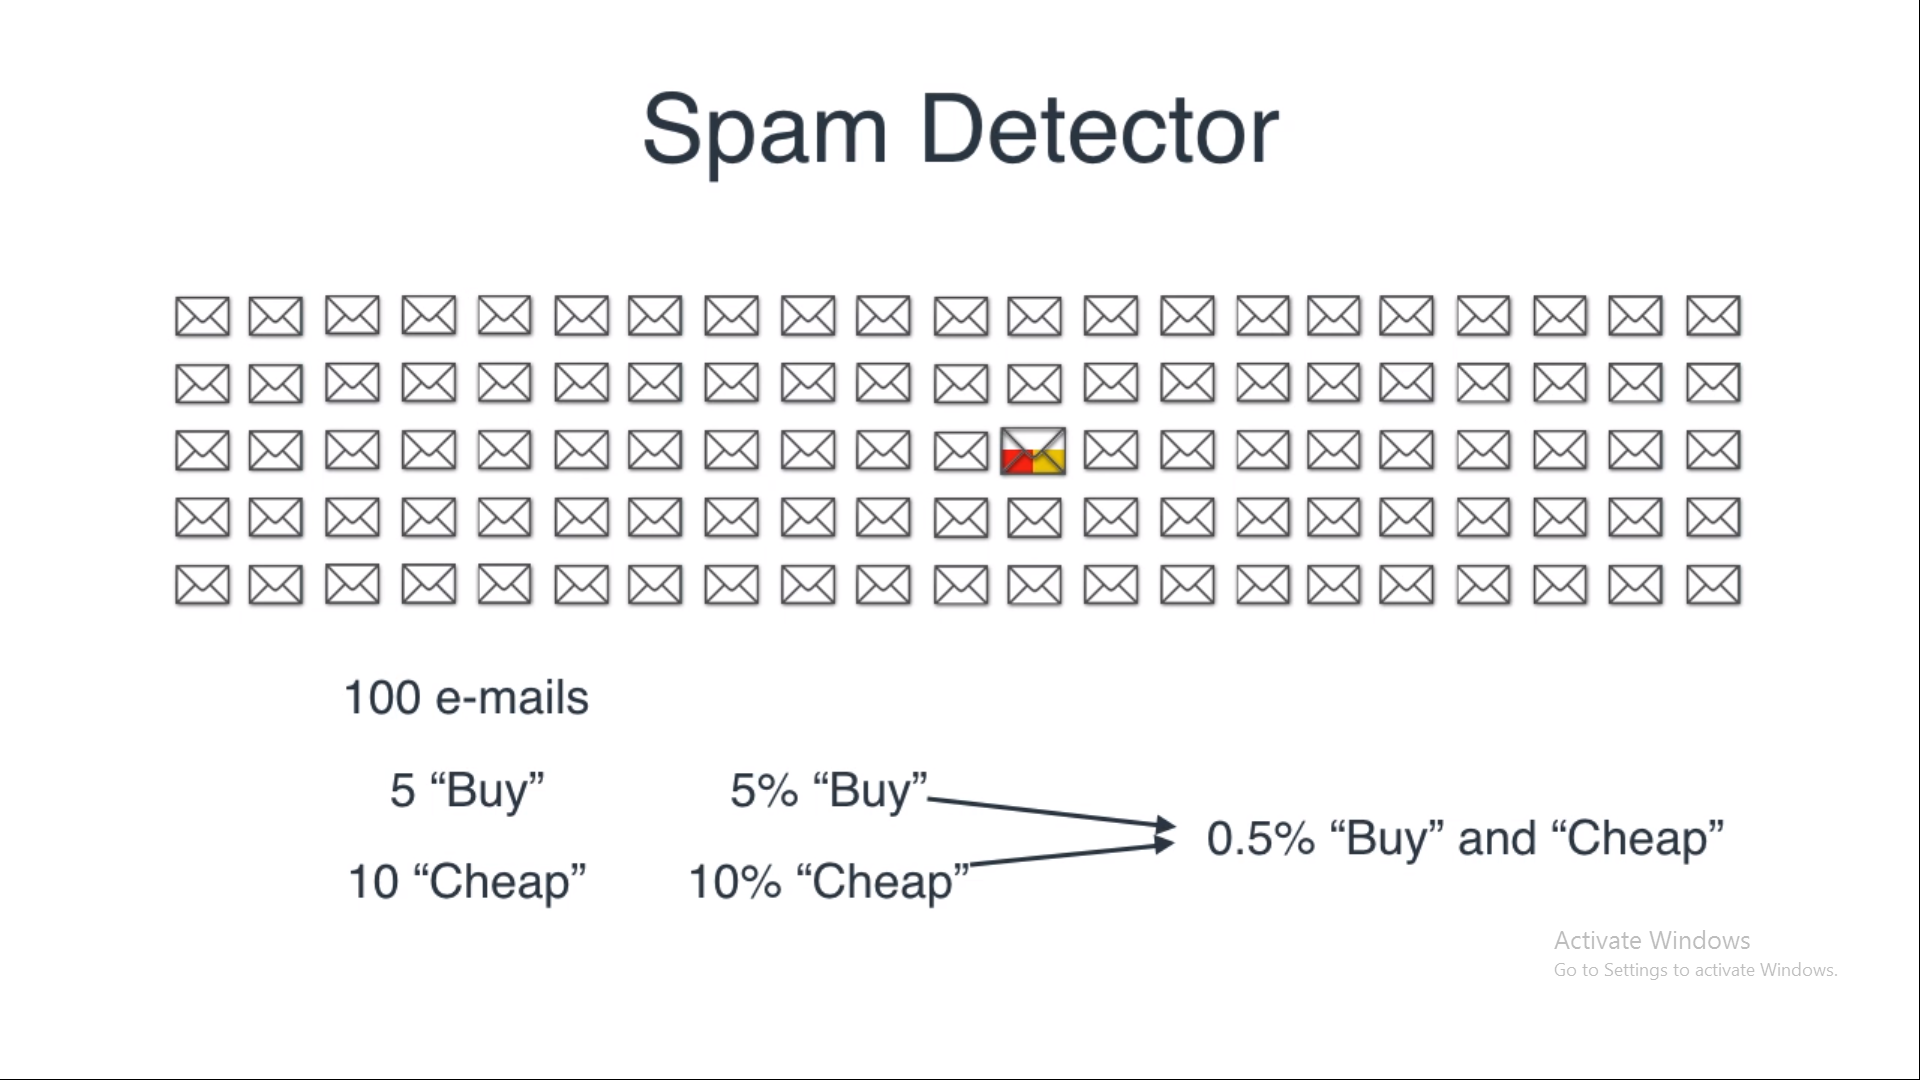 Spam Detector
100 e-mails
5 “Buy”
5% “Buy”
0.5% “Buy” and “Cheap”
10 “Cheap”
10% “Cheap”
Activate Windows
Go to Settings to activate Windows.